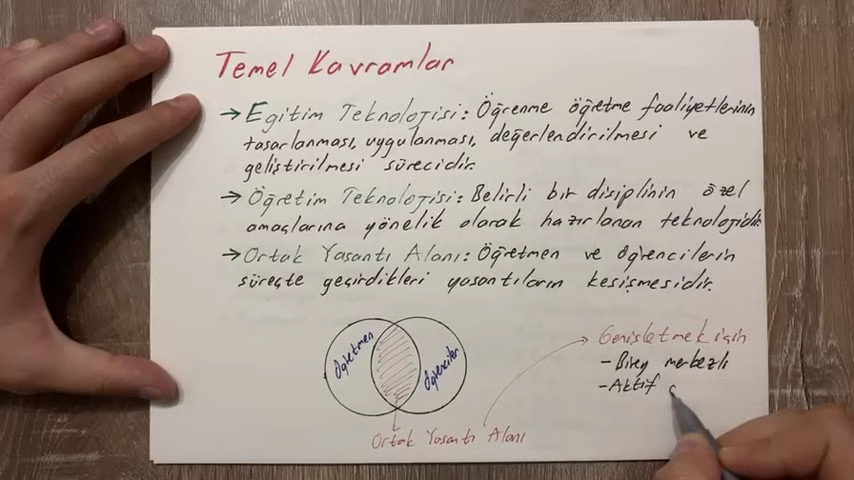 Temel Kavramlar
→ Eğitim Teknolojisi: Öğrenme öğretme faaliyetlerinin
tasarlanması, uygulanması, değerlendirilmesi ve
geliştirilmesi sürecidir.
→ Öğretim Teknolojisi: Belirli bir disiplinin özel
amaçlarına yönelik olarak hazırlanan teknolojidir.
→ Ortak Yaşantı Alanı: Öğretmen ve öğrencilerin
süreçte geçirdikleri yaşantıların kesişmesidir.
Öğretmen
Öğrenciler
Ortak Yaşantı Alanı
Genişletmek için
- Birey merkezli
- Aktif